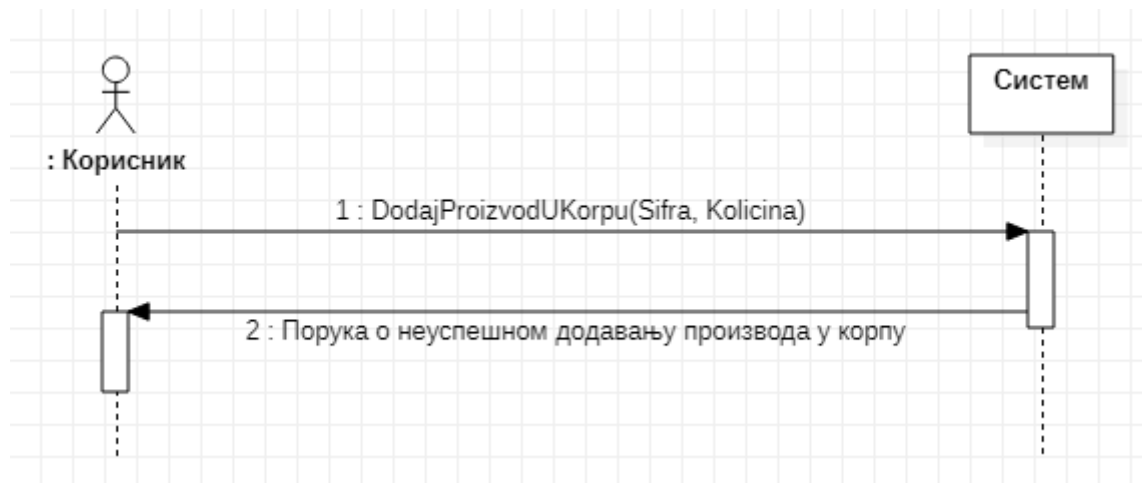 Систем
: Корисник
1 : DodajProizvodUKorpu(Sifra, Kolicina)
2 : Порука о неуспешном додавању производа у корпу